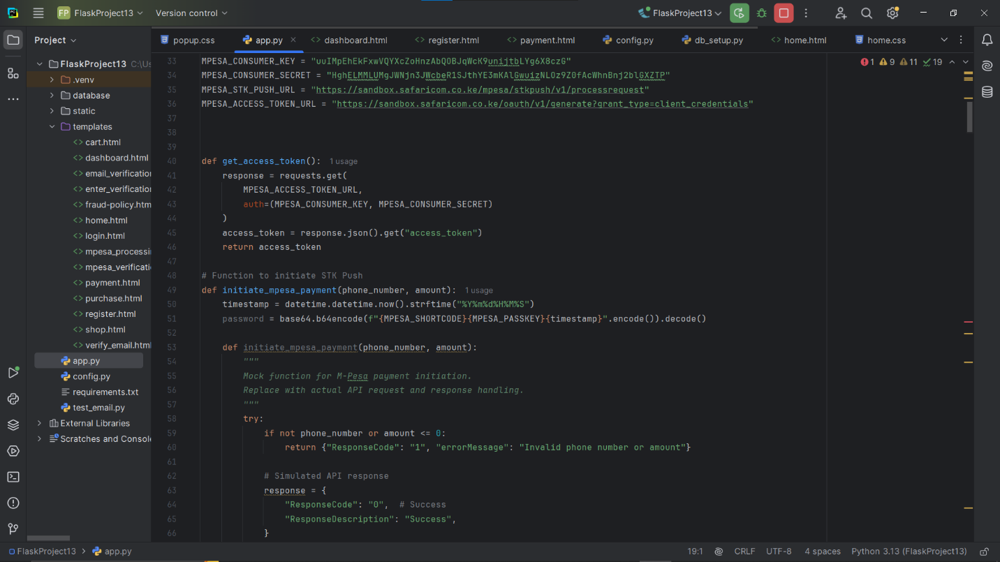 FP FlaskProject13 Version control FlaskProject13
Project popup.css app.py dashboard.html register.html payment.html config.py db_setup.py home.html home.css
FlaskProject13 C:\Us
.venv
database
static
templates
cart.html
dashboard.html
email_verification
enter_verification
fraud-policy.htm
home.html
login.html
mpesa_processi
mpesa_verificati
payment.html
purchase.html
register.html
shop.html
verify_email.html
app.py
config.py
requirements.txt
test_email.py
External Libraries
Scratches and Consol
1 9 11 19
33 MPESA_CONSUMER_KEY = "uuIMpEhEkFxwVQYXcZoHnzAbQOBJqWcK9unijtbLYg6X8czG"
34 MPESA_CONSUMER_SECRET = "HghELMMLUMgJWNjn3JWcbeR1SJthYE3mKAlGwuizNLOz9ZOfAcWhnBnj2blGXZTP"
35 MPESA_STK_PUSH_URL = "https://sandbox.safaricom.co.ke/mpesa/stkpush/v1/processrequest"
36 MPESA_ACCESS_TOKEN_URL = "https://sandbox.safaricom.co.ke/oauth/v1/generate?grant_type=client_credentials"
37
38
39
40 def get_access_token(): 1 usage
41 response = requests.get(
42 MPESA_ACCESS_TOKEN_URL,
43 auth=(MPESA_CONSUMER_KEY, MPESA_CONSUMER_SECRET)
44 )
45 access_token = response.json().get("access_token")
46 return access_token
47
48 # Function to initiate STK Push
49 def initiate_mpesa_payment(phone_number, amount): 1 usage
50 timestamp = datetime.datetime.now().strftime("%Y%m%d%H%M%S")
51 password = base64.b64encode(f"{MPESA_SHORTCODE}{MPESA_PASSKEY}{timestamp}".encode()).decode()
52
53 def initiate_mpesa_payment(phone_number, amount):
54 """
55 Mock function for M-Pesa payment initiation.
56 Replace with actual API request and response handling.
57 """
58 try:
59 if not phone_number or amount <= 0:
60 return {"ResponseCode": "1", "errorMessage": "Invalid phone number or amount"}
61
62 # Simulated API response
63 response = {
64 "ResponseCode": "0", # Success
65 "ResponseDescription": "Success",
66 }
FlaskProject13 > app.py 19:1 CRLF UTF-8 4 spaces Python 3.13 (FlaskProject13)